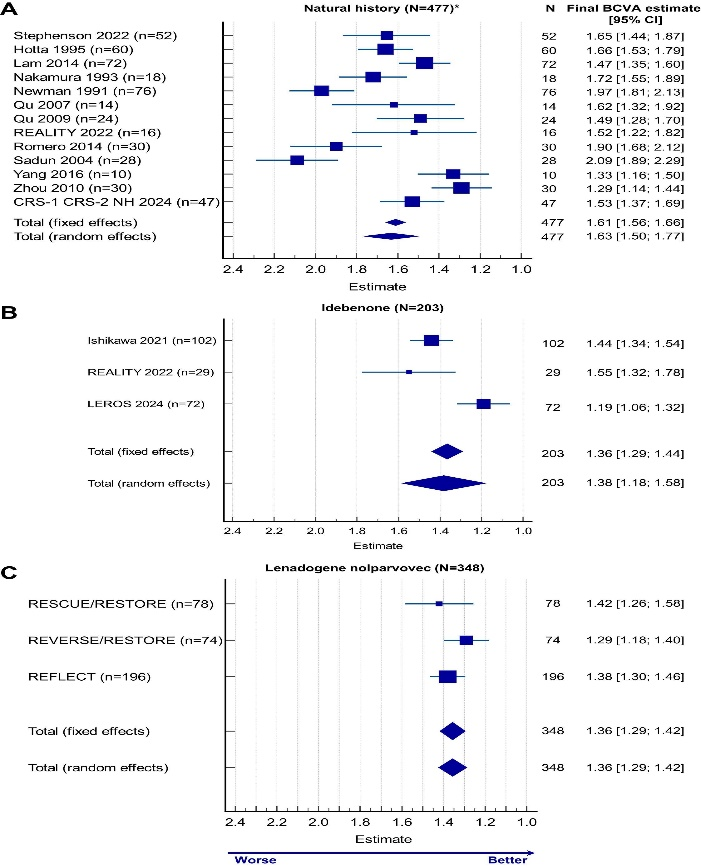 A
Natural history (N=477)*
N Final BCVA estimate
[95% CI]
Stephenson 2022 (n=52) 52 1.65 [1.44; 1.87]
Hotta 1995 (n=60) 60 1.66 [1.53; 1.79]
Lam 2014 (n=72) 72 1.47 [1.35; 1.60]
Nakamura 1993 (n=18) 18 1.72 [1.55; 1.89]
Newman 1991 (n=76) 76 1.97 [1.81; 2.13]
Qu 2007 (n=14) 14 1.62 [1.32; 1.92]
Qu 2009 (n=24) 24 1.49 [1.28; 1.70]
REALITY 2022 (n=16) 16 1.52 [1.22; 1.82]
Romero 2014 (n=30) 30 1.90 [1.68; 2.12]
Sadun 2004 (n=28) 28 2.09 [1.89; 2.29]
Yang 2016 (n=10) 10 1.33 [1.16; 1.50]
Zhou 2010 (n=30) 30 1.29 [1.14; 1.44]
CRS-1 CRS-2 NH 2024 (n=47) 47 1.53 [1.37; 1.69]
Total (fixed effects) 477 1.61 [1.56; 1.66]
Total (random effects) 477 1.63 [1.50; 1.77]
2.4 2.2 2.0 1.8 1.6 1.4 1.2 1.0
Estimate
B
Idebenone (N=203)
Ishikawa 2021 (n=102) 102 1.44 [1.34; 1.54]
REALITY 2022 (n=29) 29 1.55 [1.32; 1.78]
LEROS 2024 (n=72) 72 1.19 [1.06; 1.32]
Total (fixed effects) 203 1.36 [1.29; 1.44]
Total (random effects) 203 1.38 [1.18; 1.58]
2.4 2.2 2.0 1.8 1.6 1.4 1.2 1.0
Estimate
C
Lenadogene nolparvovec (N=348)
RESCUE/RESTORE (n=78) 78 1.42 [1.26; 1.58]
REVERSE/RESTORE (n=74) 74 1.29 [1.18; 1.40]
REFLECT (n=196) 196 1.38 [1.30; 1.46]
Total (fixed effects) 348 1.36 [1.29; 1.42]
Total (random effects) 348 1.36 [1.29; 1.42]
2.4 2.2 2.0 1.8 1.6 1.4 1.2 1.0
Estimate
Worse Better